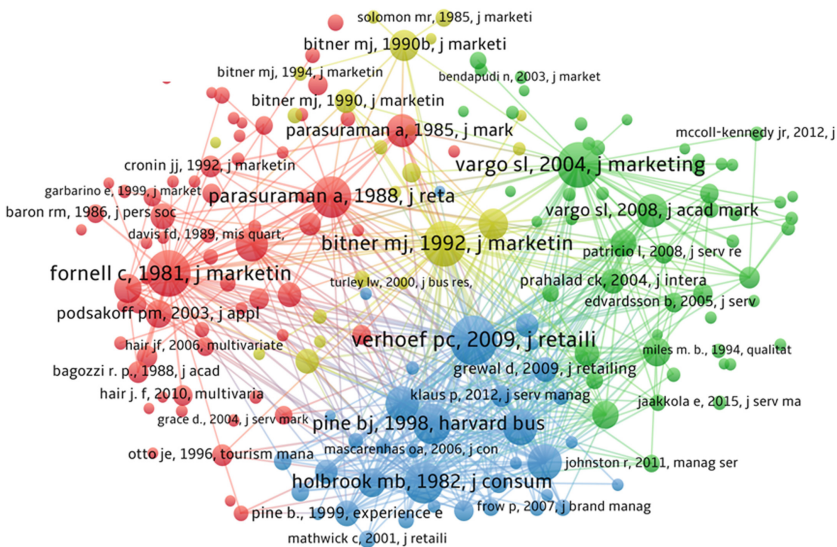 solomon mr, 1985, j marketi
bitner mj, 1990b, j marketi
bitner mj, 1994, j marketin
bendapudi n, 2003, j market
bitner mj, 1990, j marketin
parasuraman a, 1985, j mark
mccoll-kennedy jr, 2012, j
cronin jj, 1992, j marketin
vargo sl, 2004, j marketing
garbarino e, 1999, j market
parasuraman a, 1988, j reta
baron rm, 1986, j pers soc
vargo sl, 2008, j acad mark
davis fd, 1989, mis quart,
bitner mj, 1992, j marketin
patricio l, 2008, j serv re
fornell c, 1981, j marketin
turley lw, 2000, j bus res,
prahalad ck, 2004, j intera
edvardsson b, 2005, j serv
podsakoff pm, 2003, j appl
verhoef pc, 2009, j retaili
hair jf, 2006, multivariate
miles m. b., 1994, qualitat
bagozzi r. p., 1988, j acad
grewal d, 2009, j retailing
hair j. f, 2010, multivaria
klaus p, 2012, j serv manag
jaakkola e, 2015, j serv ma
grace d., 2004, j serv mark
pine bj, 1998, harvard bus
mascarenhas oa, 2006, j con
otto je, 1996, tourism mana
johnston r, 2011, manag ser
holbrook mb, 1982, j consum
pine b., 1999, experience e
frow p, 2007, j brand manag
mathwick c, 2001, j retaili